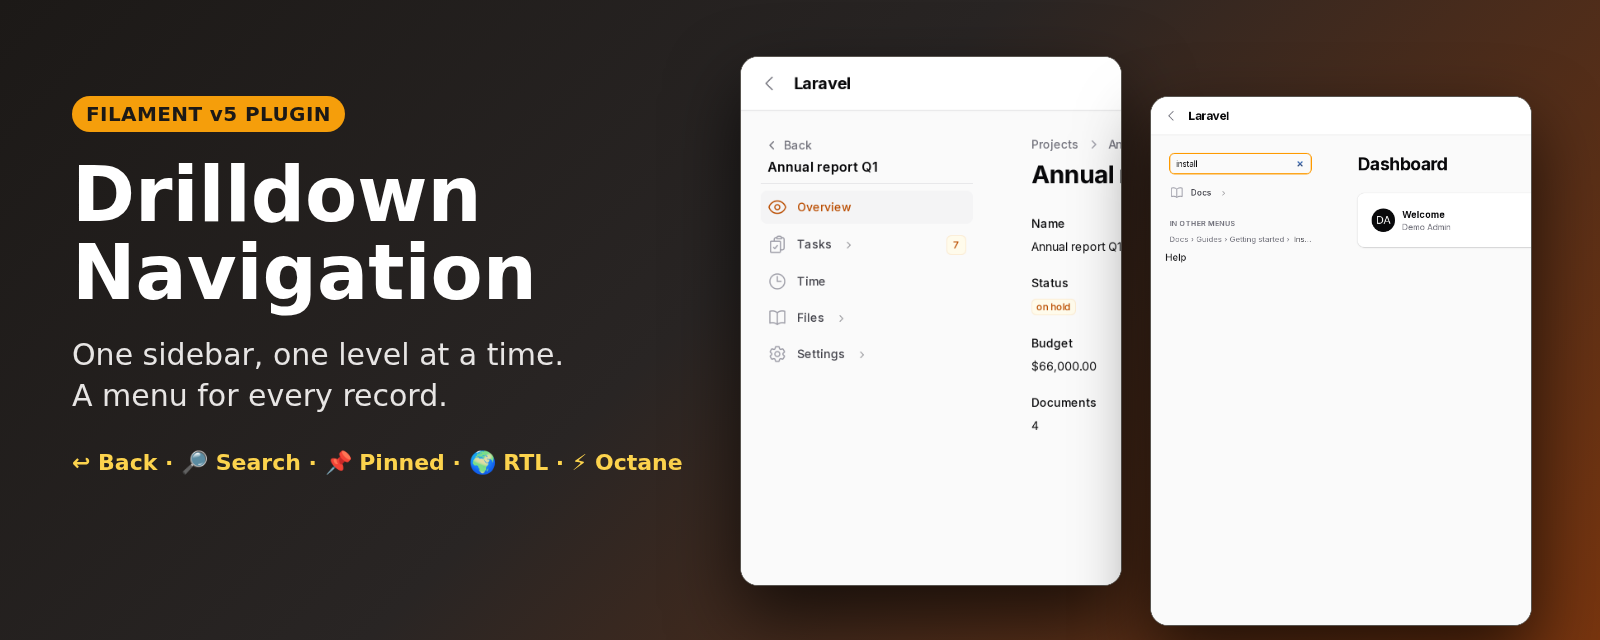 FILAMENT v5 PLUGIN
Drilldown
Navigation
One sidebar, one level at a time.
A menu for every record.
↩ Back · 🔎 Search · 📌 Pinned · 🌍 RTL · ⚡ Octane
Laravel
Back
Annual report Q1
Overview
Tasks
7
Time
Files
Settings
Projects › An
Annual
Name
Annual report Q1
Status
on hold
Budget
$66,000.00
Documents
4
Laravel
install
Docs
IN OTHER MENUS
Docs › Guides › Getting started › Ins...
Help
Dashboard
DA
Welcome
Demo Admin